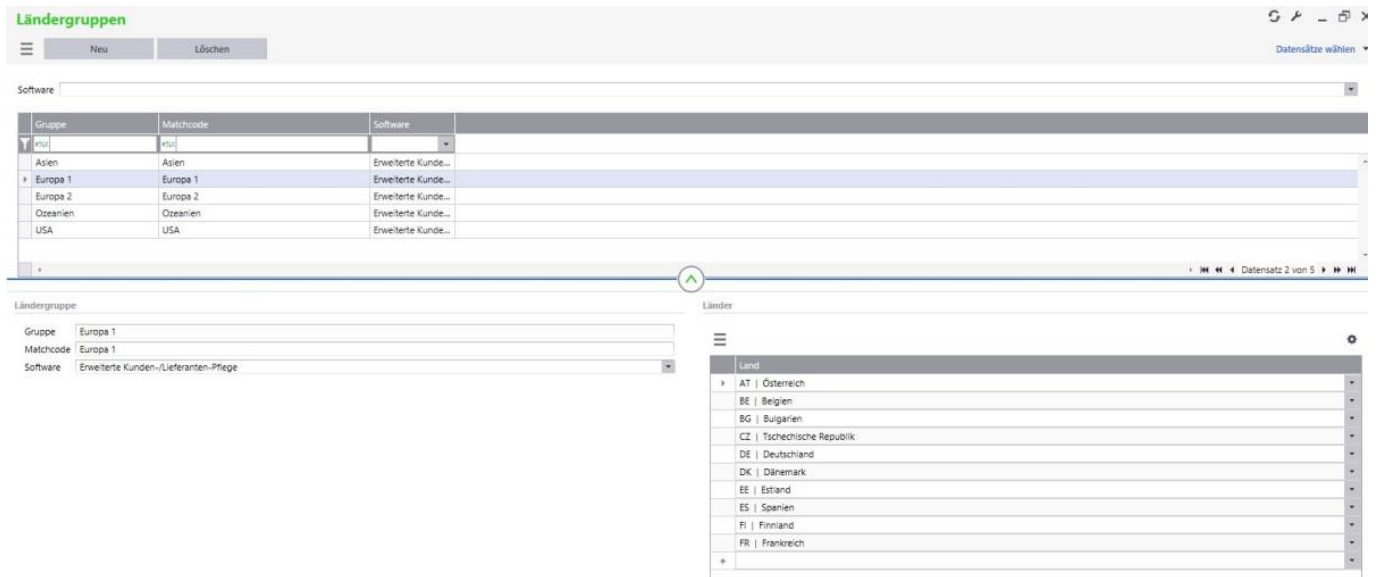 Ländergruppen
Neu Löschen Datensätze wählen
Software
Gruppe Matchcode Software
Asien Asien Erweiterte Kunde...
Europa 1 Europa 1 Erweiterte Kunde...
Europa 2 Europa 2 Erweiterte Kunde...
Ozeanien Ozeanien Erweiterte Kunde...
USA USA Erweiterte Kunde...
Datensatz 2 von 5
Ländergruppe Länder
Gruppe Europa 1
Matchcode Europa 1
Software Erweiterte Kunden-/Lieferanten-Pflege
Land
AT | Österreich
BE | Belgien
BG | Bulgarien
CZ | Tschechische Republik
DE | Deutschland
DK | Dänemark
EE | Estland
ES | Spanien
FI | Finnland
FR | Frankreich